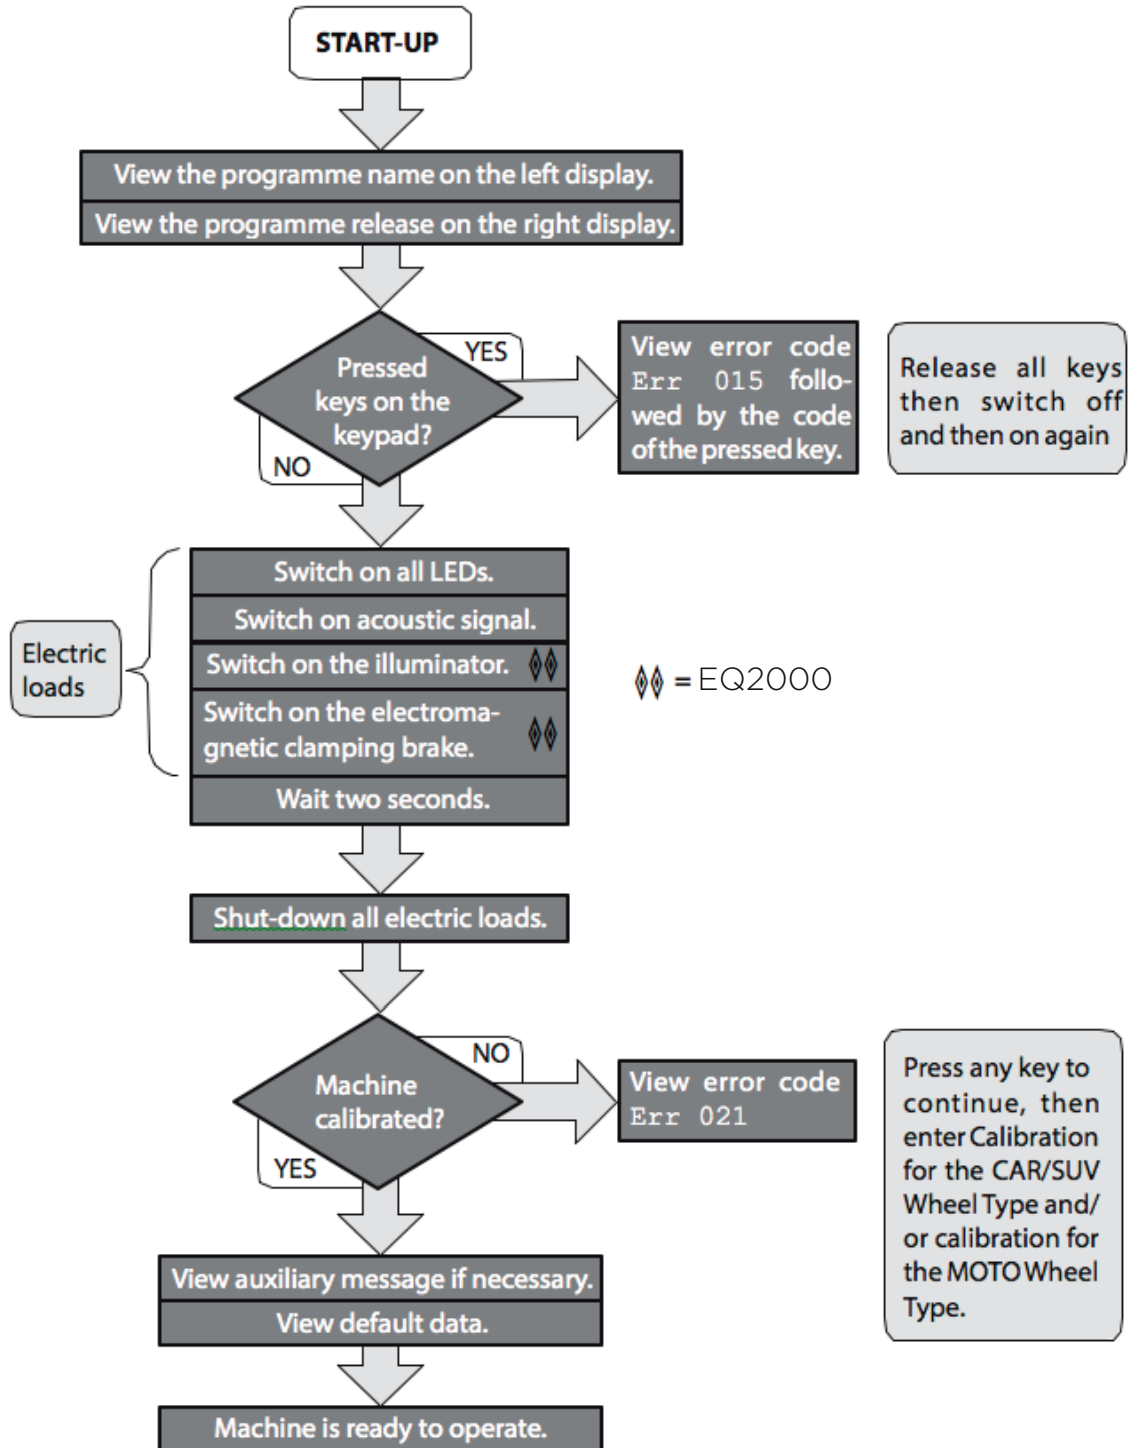 START-UP
View the programme name on the left display.
View the programme release on the right display.
Pressed
keys on the
keypad?
YES
NO
View error code
Err 015 follo-
wed by the code
of the pressed key.
Release all keys
then switch off
and then on again
Electric
loads
Switch on all LEDs.
Switch on acoustic signal.
Switch on the illuminator.
Switch on the electroma-
gnetic clamping brake.
Wait two seconds.
= EQ2000
Shut-down all electric loads.
Machine
calibrated?
NO
YES
View error code
Err 021
Press any key to
continue, then
enter Calibration
for the CAR/SUV
Wheel Type and/
or calibration for
the MOTO Wheel
Type.
View auxiliary message if necessary.
View default data.
Machine is ready to operate.